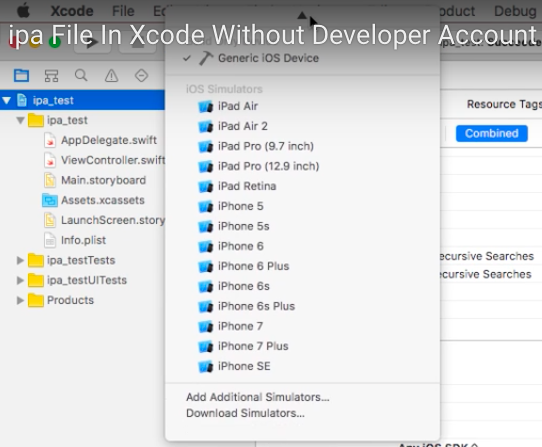 Xcode File Ed oduct Debug
ipa File In Xcode Without Developer Account
Generic iOS Device
iOS Simulators
iPad Air
iPad Air 2
iPad Pro (9.7 inch)
iPad Pro (12.9 inch)
iPad Retina
iPhone 5
iPhone 5s
iPhone 6
iPhone 6 Plus
iPhone 6s
iPhone 6s Plus
iPhone 7
iPhone 7 Plus
iPhone SE
Add Additional Simulators...
Download Simulators...
ipa_test
ipa_test
AppDelegate.swift
ViewController.swift
Main.storyboard
Assets.xcassets
LaunchScreen.story
Info.plist
ipa_testTests
ipa_testUITests
Products
Resource Tags
Combined
ecursive Searches
ecursive Searches